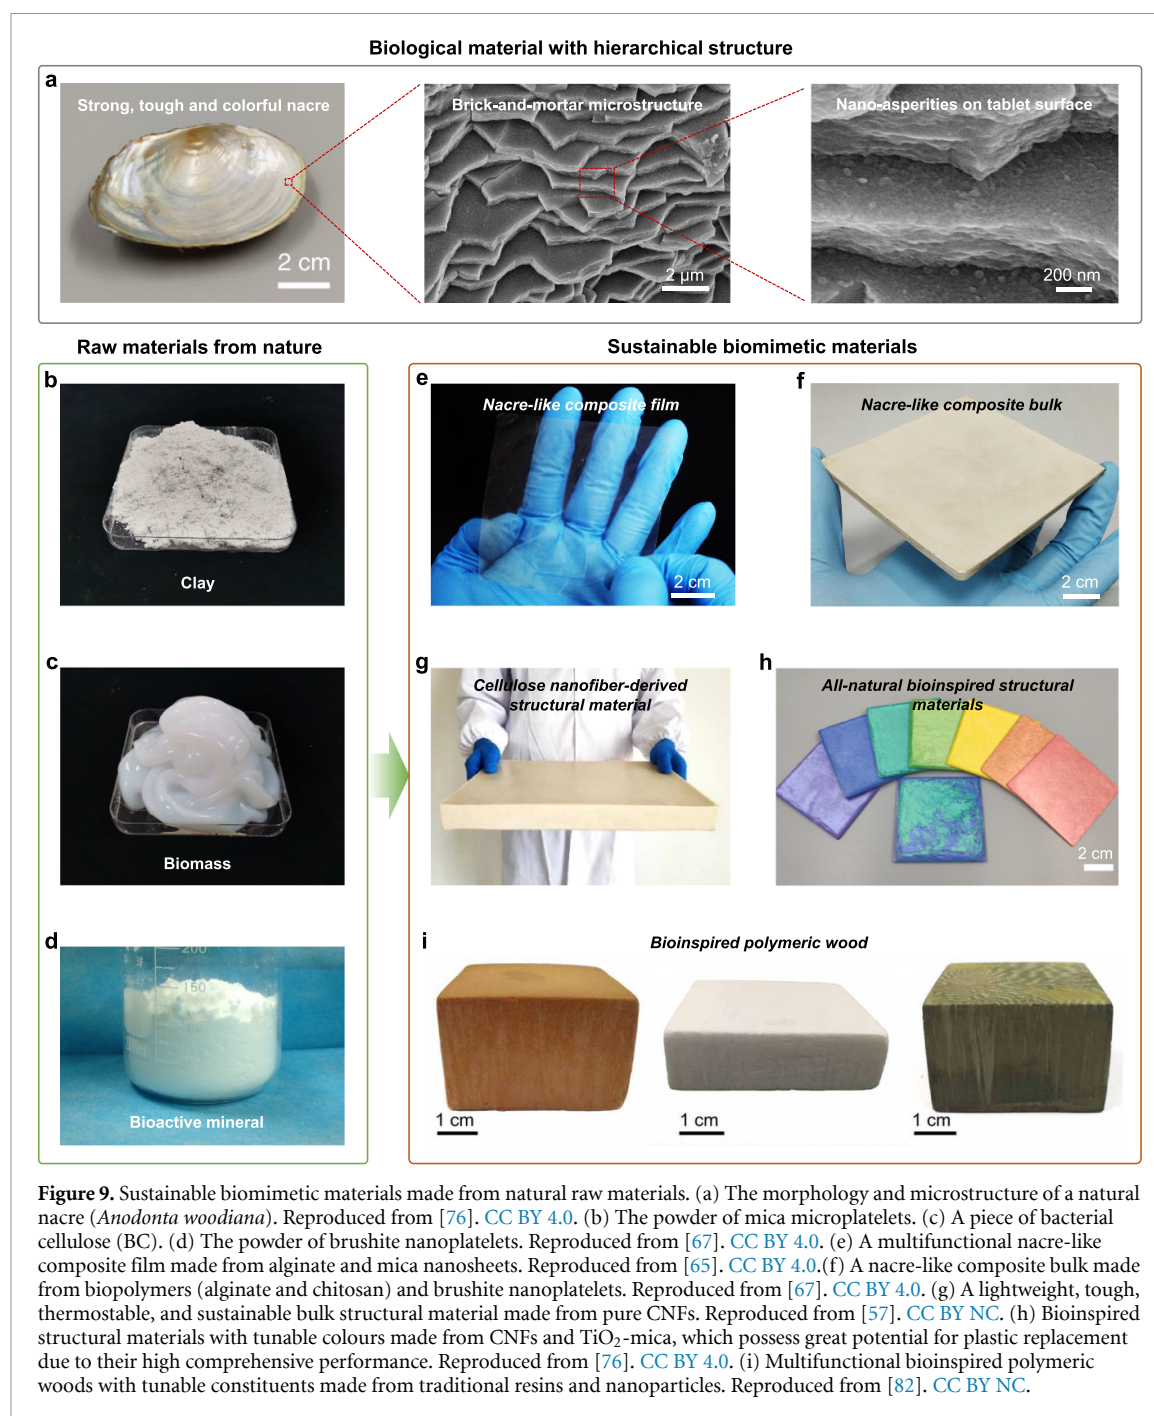 Biological material with hierarchical structure
a
Strong, tough and colorful nacre
Brick-and-mortar microstructure
Nano-asperities on tablet surface
2 cm
2 μm
200 nm
Raw materials from nature
Sustainable biomimetic materials
b
Clay
e
Nacre-like composite film
2 cm
f
Nacre-like composite bulk
2 cm
c
Biomass
g
Cellulose nanofiber-derived
structural material
h
All-natural bioinspired structural
materials
2 cm
d
200
150
Bioactive mineral
i
Bioinspired polymeric wood
1 cm
1 cm
1 cm
Figure 9. Sustainable biomimetic materials made from natural raw materials. (a) The morphology and microstructure of a natural
nacre (Anodonta woodiana). Reproduced from [76]. CC BY 4.0. (b) The powder of mica microplatelets. (c) A piece of bacterial
cellulose (BC). (d) The powder of brushite nanoplatelets. Reproduced from [67]. CC BY 4.0. (e) A multifunctional nacre-like
composite film made from alginate and mica nanosheets. Reproduced from [65]. CC BY 4.0.(f) A nacre-like composite bulk made
from biopolymers (alginate and chitosan) and brushite nanoplatelets. Reproduced from [67]. CC BY 4.0. (g) A lightweight, tough,
thermostable, and sustainable bulk structural material made from pure CNFs. Reproduced from [57]. CC BY NC. (h) Bioinspired
structural materials with tunable colours made from CNFs and TiO₂-mica, which possess great potential for plastic replacement
due to their high comprehensive performance. Reproduced from [76]. CC BY 4.0. (i) Multifunctional bioinspired polymeric
woods with tunable constituents made from traditional resins and nanoparticles. Reproduced from [82]. CC BY NC.